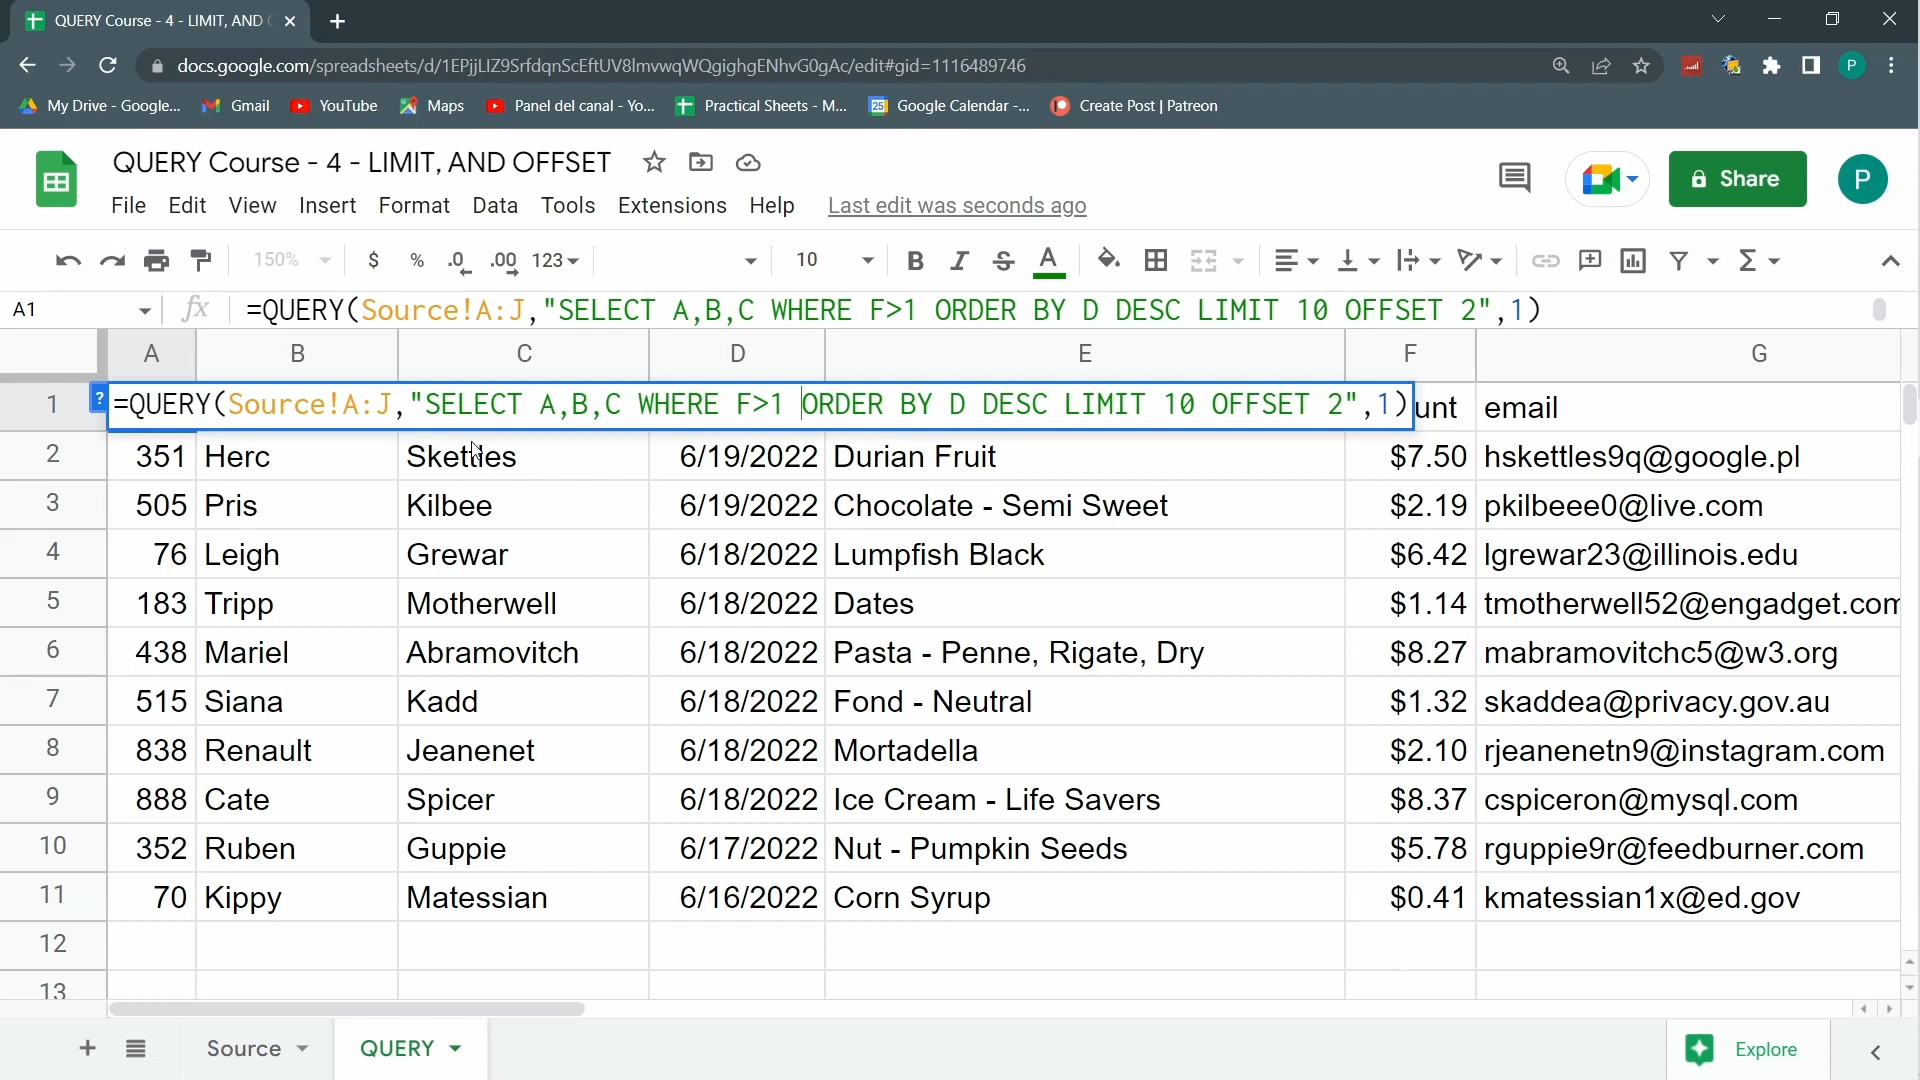 QUERY Course - 4 - LIMIT, AND
docs.google.com/spreadsheets/d/1EPjjLIZ9SrfdqnScEftUV8lmvwqWQgighgENhvG0gAc/edit#gid=1116489746
P
My Drive - Google... Gmail YouTube Maps Panel del canal - Yo... Practical Sheets - M... 25 Google Calendar -... Create Post | Patreon
QUERY Course - 4 - LIMIT, AND OFFSET
Share
P
File Edit View Insert Format Data Tools Extensions Help Last edit was seconds ago
150% $ % .0 .00 123 10 B I S A Σ
A1 fx =QUERY(Source!A:J,"SELECT A,B,C WHERE F>1 ORDER BY D DESC LIMIT 10 OFFSET 2",1)
A B C D E F G
1 ? =QUERY(Source!A:J,"SELECT A,B,C WHERE F>1 ORDER BY D DESC LIMIT 10 OFFSET 2",1) unt email
2 351 Herc Skettles 6/19/2022 Durian Fruit $7.50 hskettles9q@google.pl
3 505 Pris Kilbee 6/19/2022 Chocolate - Semi Sweet $2.19 pkilbeee0@live.com
4 76 Leigh Grewar 6/18/2022 Lumpfish Black $6.42 lgrewar23@illinois.edu
5 183 Tripp Motherwell 6/18/2022 Dates $1.14 tmotherwell52@engadget.com
6 438 Mariel Abramovitch 6/18/2022 Pasta - Penne, Rigate, Dry $8.27 mabramovitchc5@w3.org
7 515 Siana Kadd 6/18/2022 Fond - Neutral $1.32 skaddea@privacy.gov.au
8 838 Renault Jeanenet 6/18/2022 Mortadella $2.10 rjeanenetn9@instagram.com
9 888 Cate Spicer 6/18/2022 Ice Cream - Life Savers $8.37 cspiceron@mysql.com
10 352 Ruben Guppie 6/17/2022 Nut - Pumpkin Seeds $5.78 rguppie9r@feedburner.com
11 70 Kippy Matessian 6/16/2022 Corn Syrup $0.41 kmatessian1x@ed.gov
12
13
Source QUERY Explore